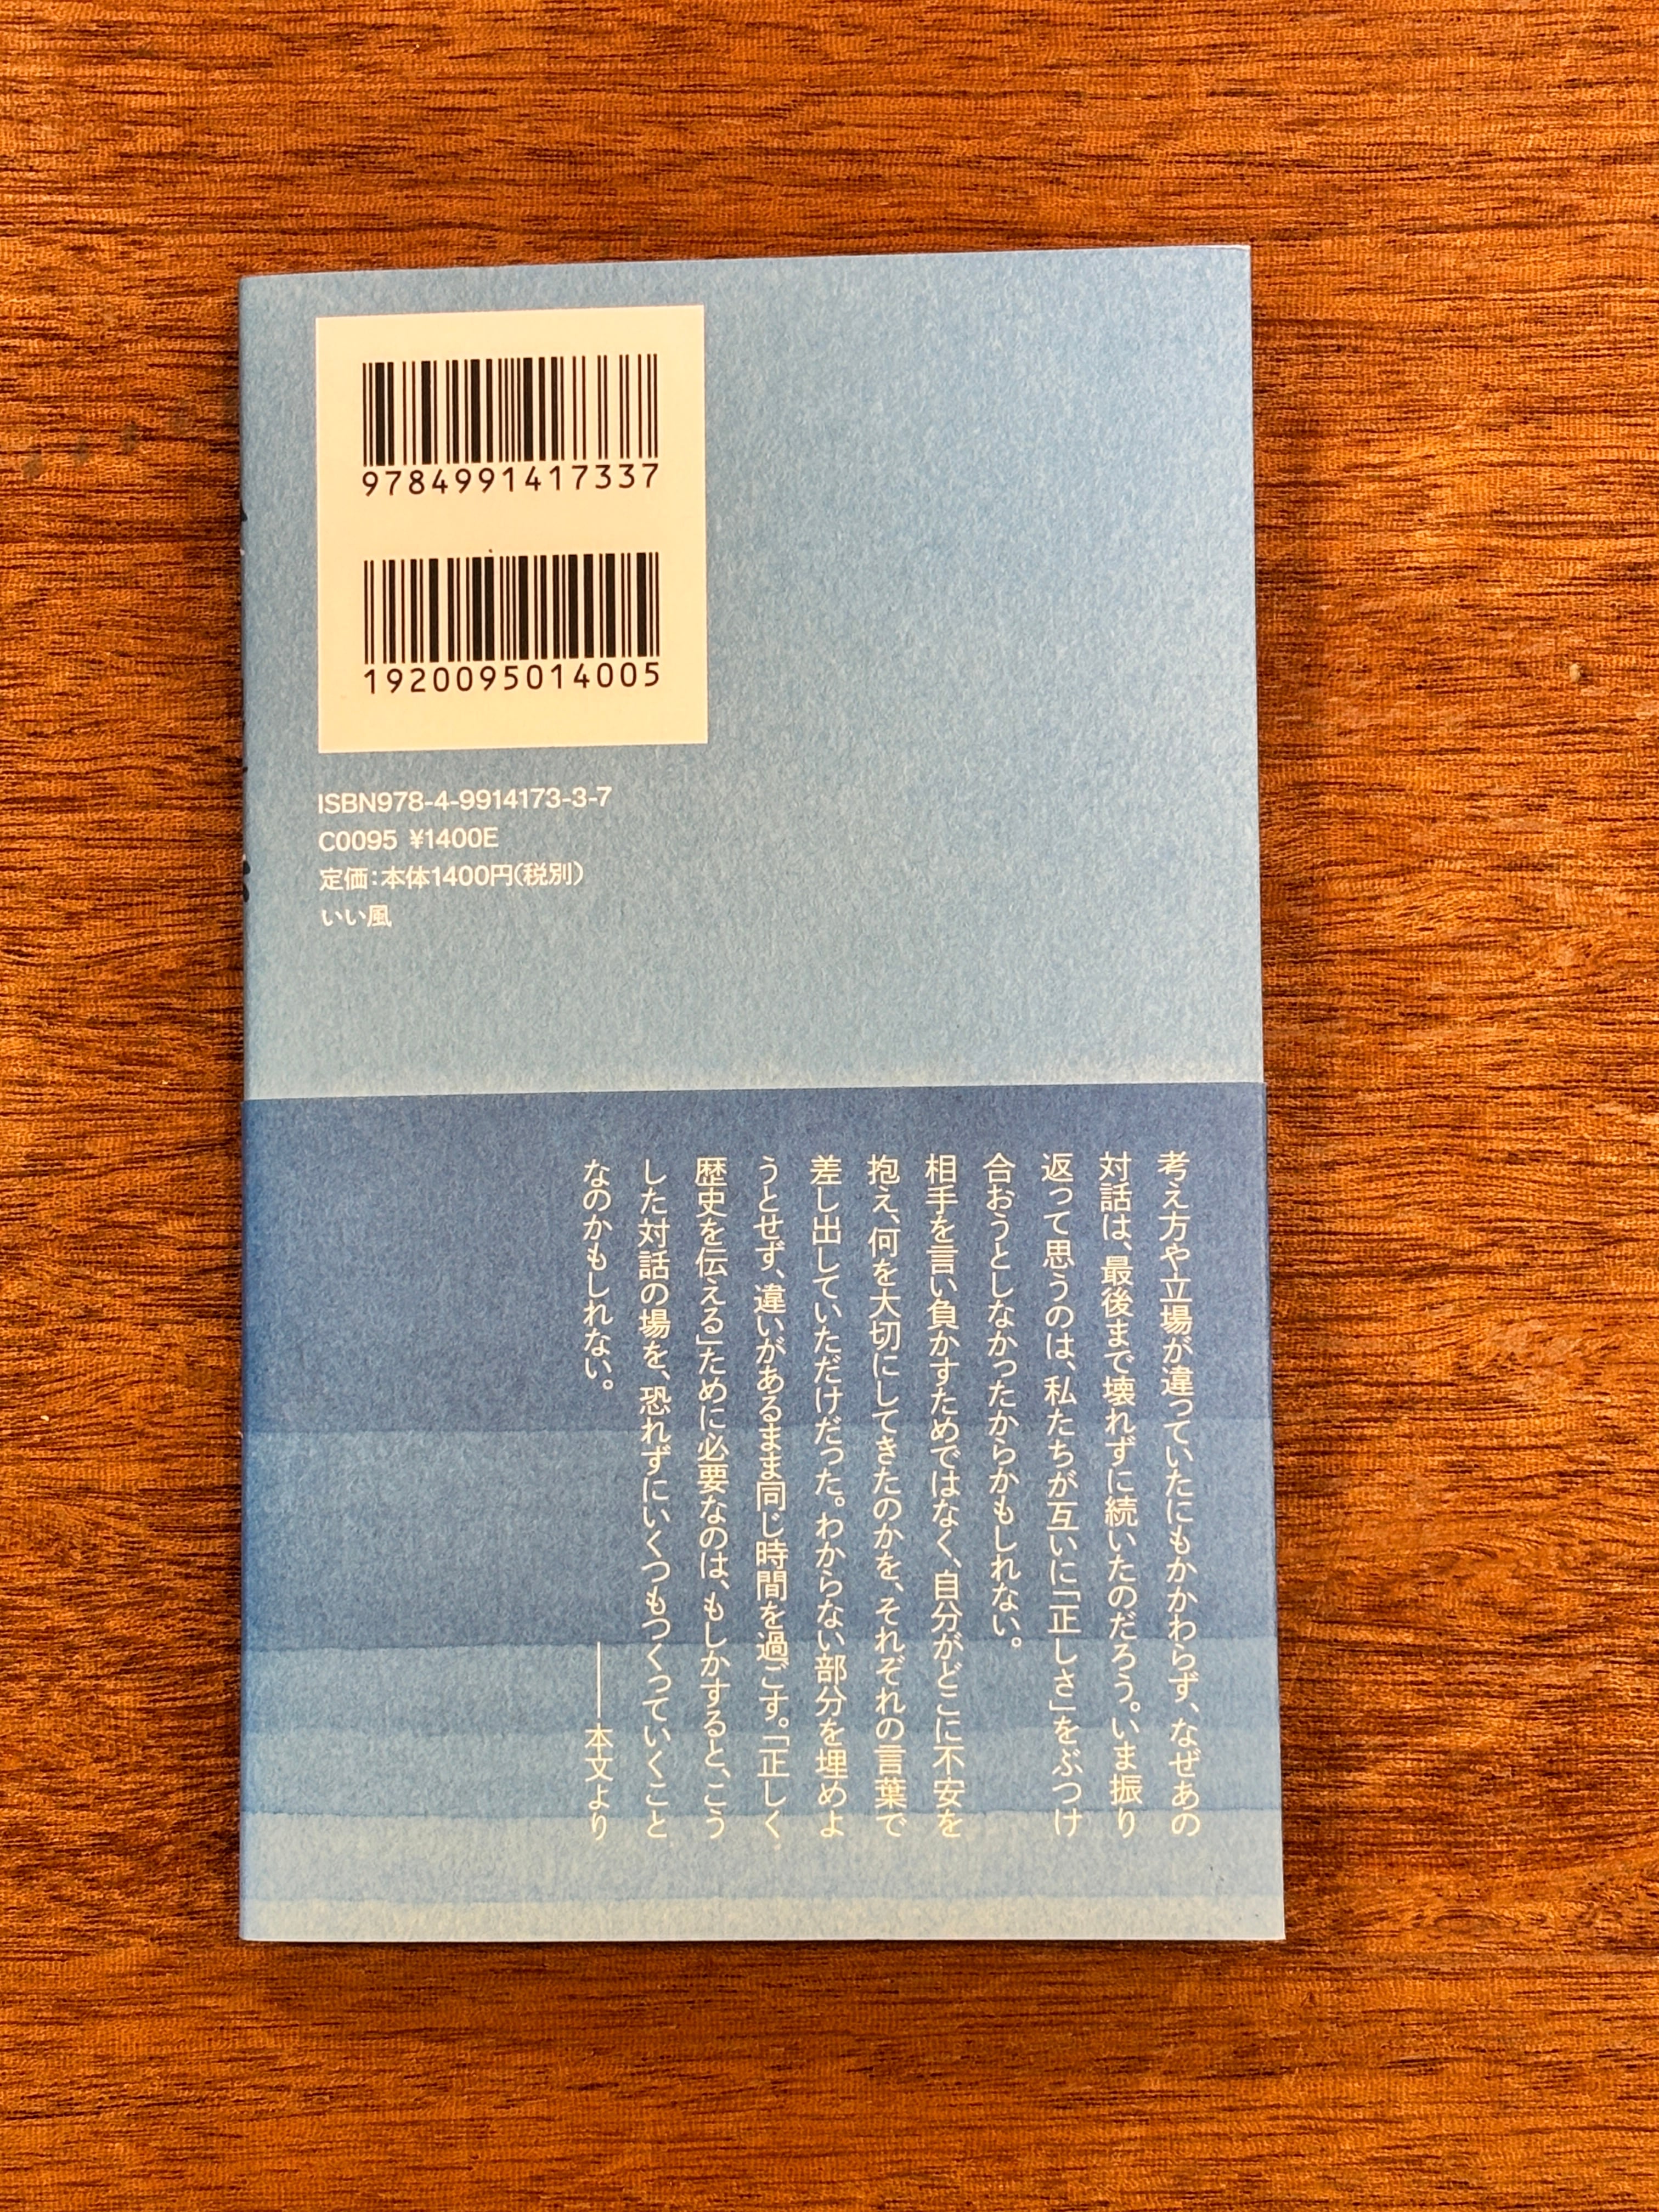 9784991417337
1920095014005
ISBN978-4-9914173-3-7
C0095 ¥1400E
定価：本体1400円（税別）
いい風
考え方や立場が違っていたにもかかわらず、なぜあの
対話は、最後まで壊れずに続いたのだろう。いま振り
返って思うのは、私たちが互いに「正しさ」をぶつけ
合おうとしなかったからかもしれない。
相手を言い負かすためではなく、自分がどこに不安を
抱え、何を大切にしてきたのかを、それぞれの言葉で
差し出していただけだった。わからない部分を埋めよ
うとせず、違いがあるまま同じ時間を過ごす。「正しく
歴史を伝える」ために必要なのは、もしかすると、こう
した対話の場を、恐れずにいくつもつくっていくこと
なのかもしれない。
――本文より